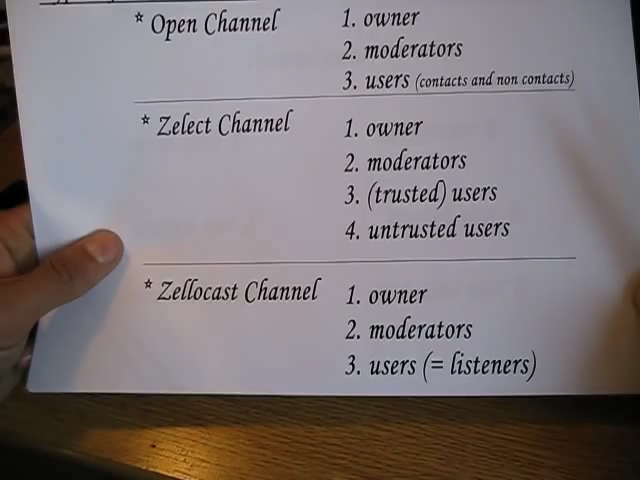 * Open Channel 1. owner
2. moderators
3. users (contacts and non contacts)
* Zelect Channel 1. owner
2. moderators
3. (trusted) users
4. untrusted users
* Zellocast Channel 1. owner
2. moderators
3. users (= listeners)